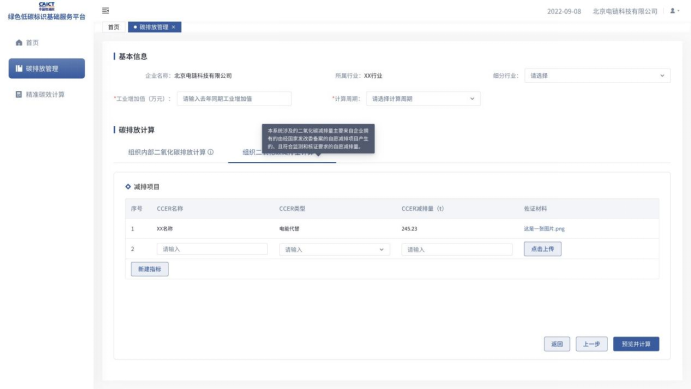 CAICT
中国信通院
绿色低碳标识基础服务平台
2022-09-08 北京电链科技有限公司
首页 碳排放管理 ×
首页
碳排放管理
精准碳效计算
基本信息
企业名称: 北京电链科技有限公司 所属行业: XX行业 细分行业: 请选择
*工业增加值（万元）: 请输入去年同期工业增加值 *计算周期: 请选择计算周期
碳排放计算
本系统涉及的二氧化碳减排量主要来自企业拥
有的由经国家发改委备案的自愿减排项目产生
的，且符合监测和核证要求的自愿减排量。
组织内部二氧化碳排放计算 组织二
减排项目
序号 CCER名称 CCER类型 CCER减排量（t） 佐证材料
1 XX名称 电能代替 245.23 这是一张图片.png
2 请输入 请输入 请输入 点击上传
新建指标
返回 上一步 预览并计算